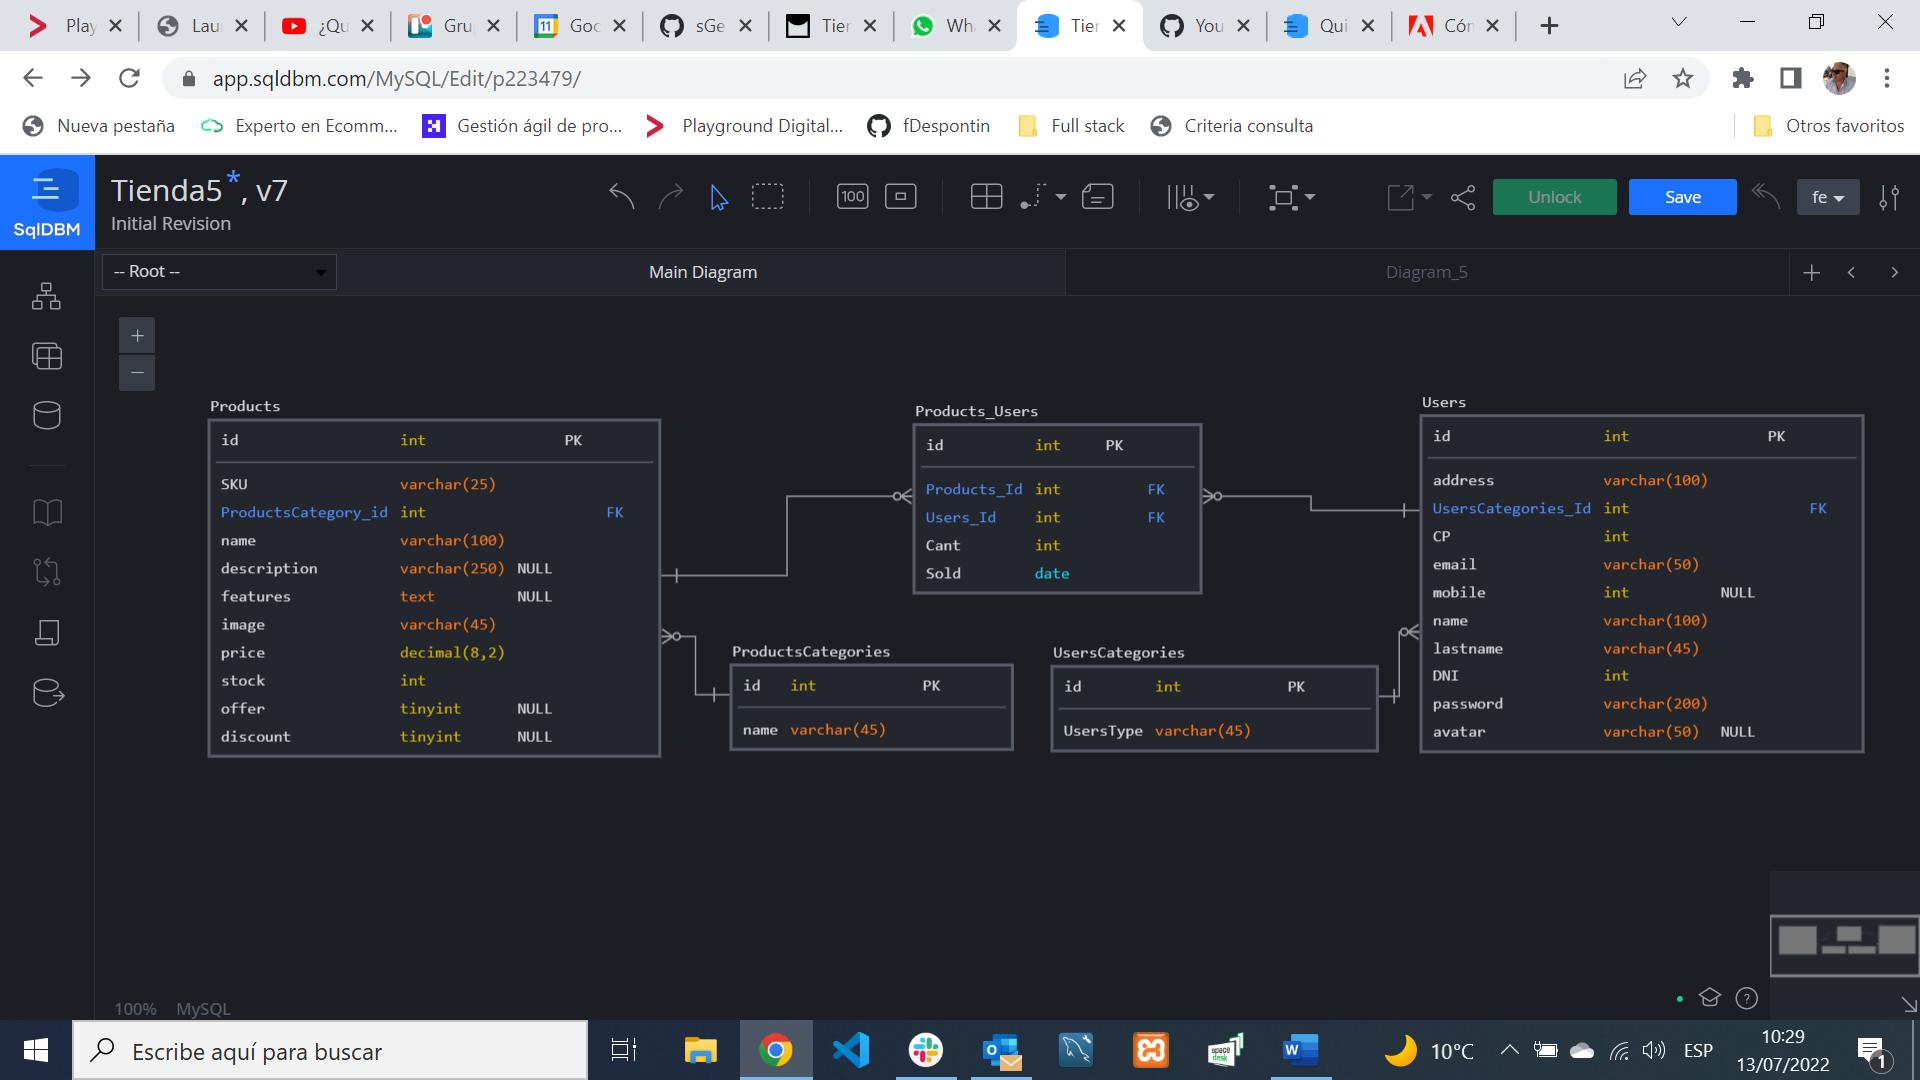 Play
Lau
¿Qu
Gru
Goc
sGe
Tier
Wh
Tier
You
Qui
Cón
app.sqldbm.com/MySQL/Edit/p223479/
Nueva pestaña
Experto en Ecomm...
Gestión ágil de pro...
Playground Digital...
fDespontin
Full stack
Criteria consulta
Otros favoritos
SqlDBM
Tienda5*, v7
Initial Revision
100
Unlock
Save
fe
-- Root --
Main Diagram
Diagram_5
Products
id int PK
SKU varchar(25)
ProductsCategory_id int FK
name varchar(100)
description varchar(250) NULL
features text NULL
image varchar(45)
price decimal(8,2)
stock int
offer tinyint NULL
discount tinyint NULL
Products_Users
id int PK
Products_Id int FK
Users_Id int FK
Cant int
Sold date
ProductsCategories
id int PK
name varchar(45)
UsersCategories
id int PK
UsersType varchar(45)
Users
id int PK
address varchar(100)
UsersCategories_Id int FK
CP int
email varchar(50)
mobile int NULL
name varchar(100)
lastname varchar(45)
DNI int
password varchar(200)
avatar varchar(50) NULL
100% MySQL
Escribe aquí para buscar
space desk
10°C
ESP
10:29
13/07/2022
1